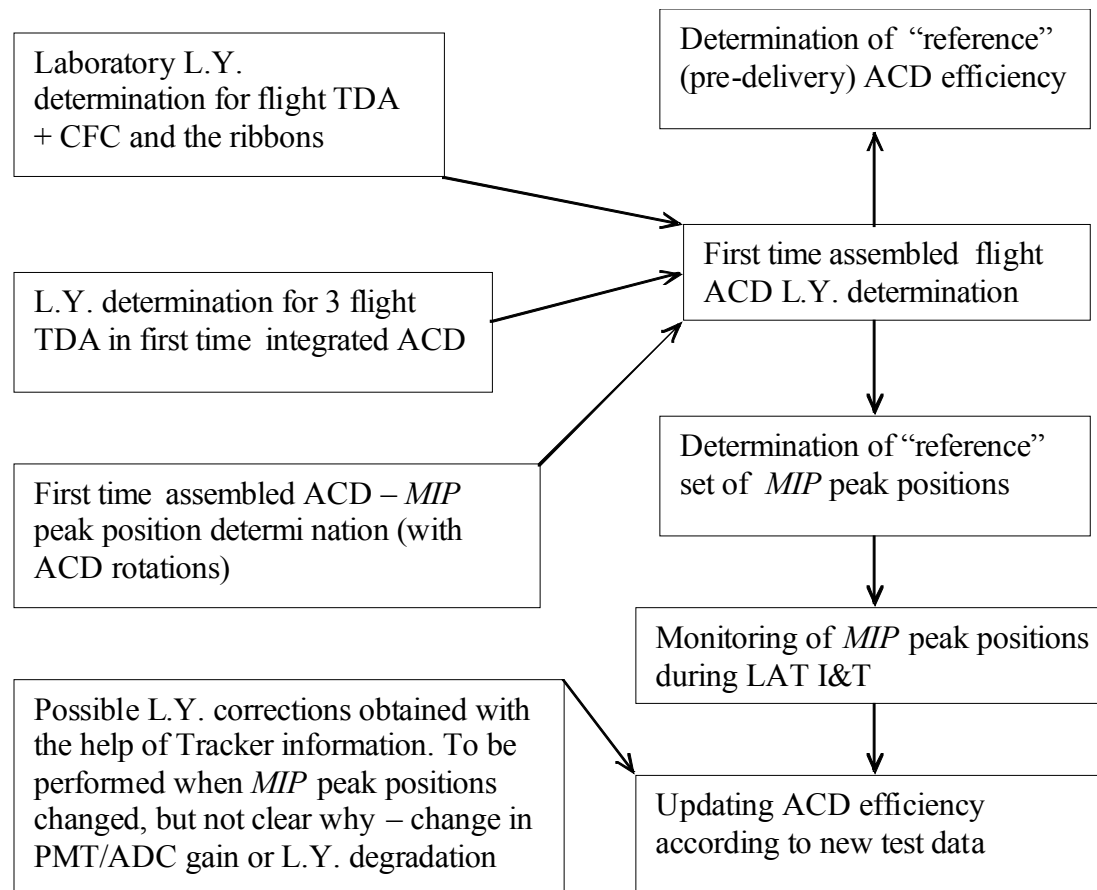 Laboratory L.Y.
determination for flight TDA
+ CFC and the ribbons
Determination of “reference”
(pre-delivery) ACD efficiency
L.Y. determination for 3 flight
TDA in first time integrated ACD
First time assembled flight
ACD L.Y. determination
First time assembled ACD – MIP
peak position determi nation (with
ACD rotations)
Determination of “reference”
set of MIP peak positions
Monitoring of MIP peak positions
during LAT I&T
Possible L.Y. corrections obtained with
the help of Tracker information. To be
performed when MIP peak positions
changed, but not clear why – change in
PMT/ADC gain or L.Y. degradation
Updating ACD efficiency
according to new test data